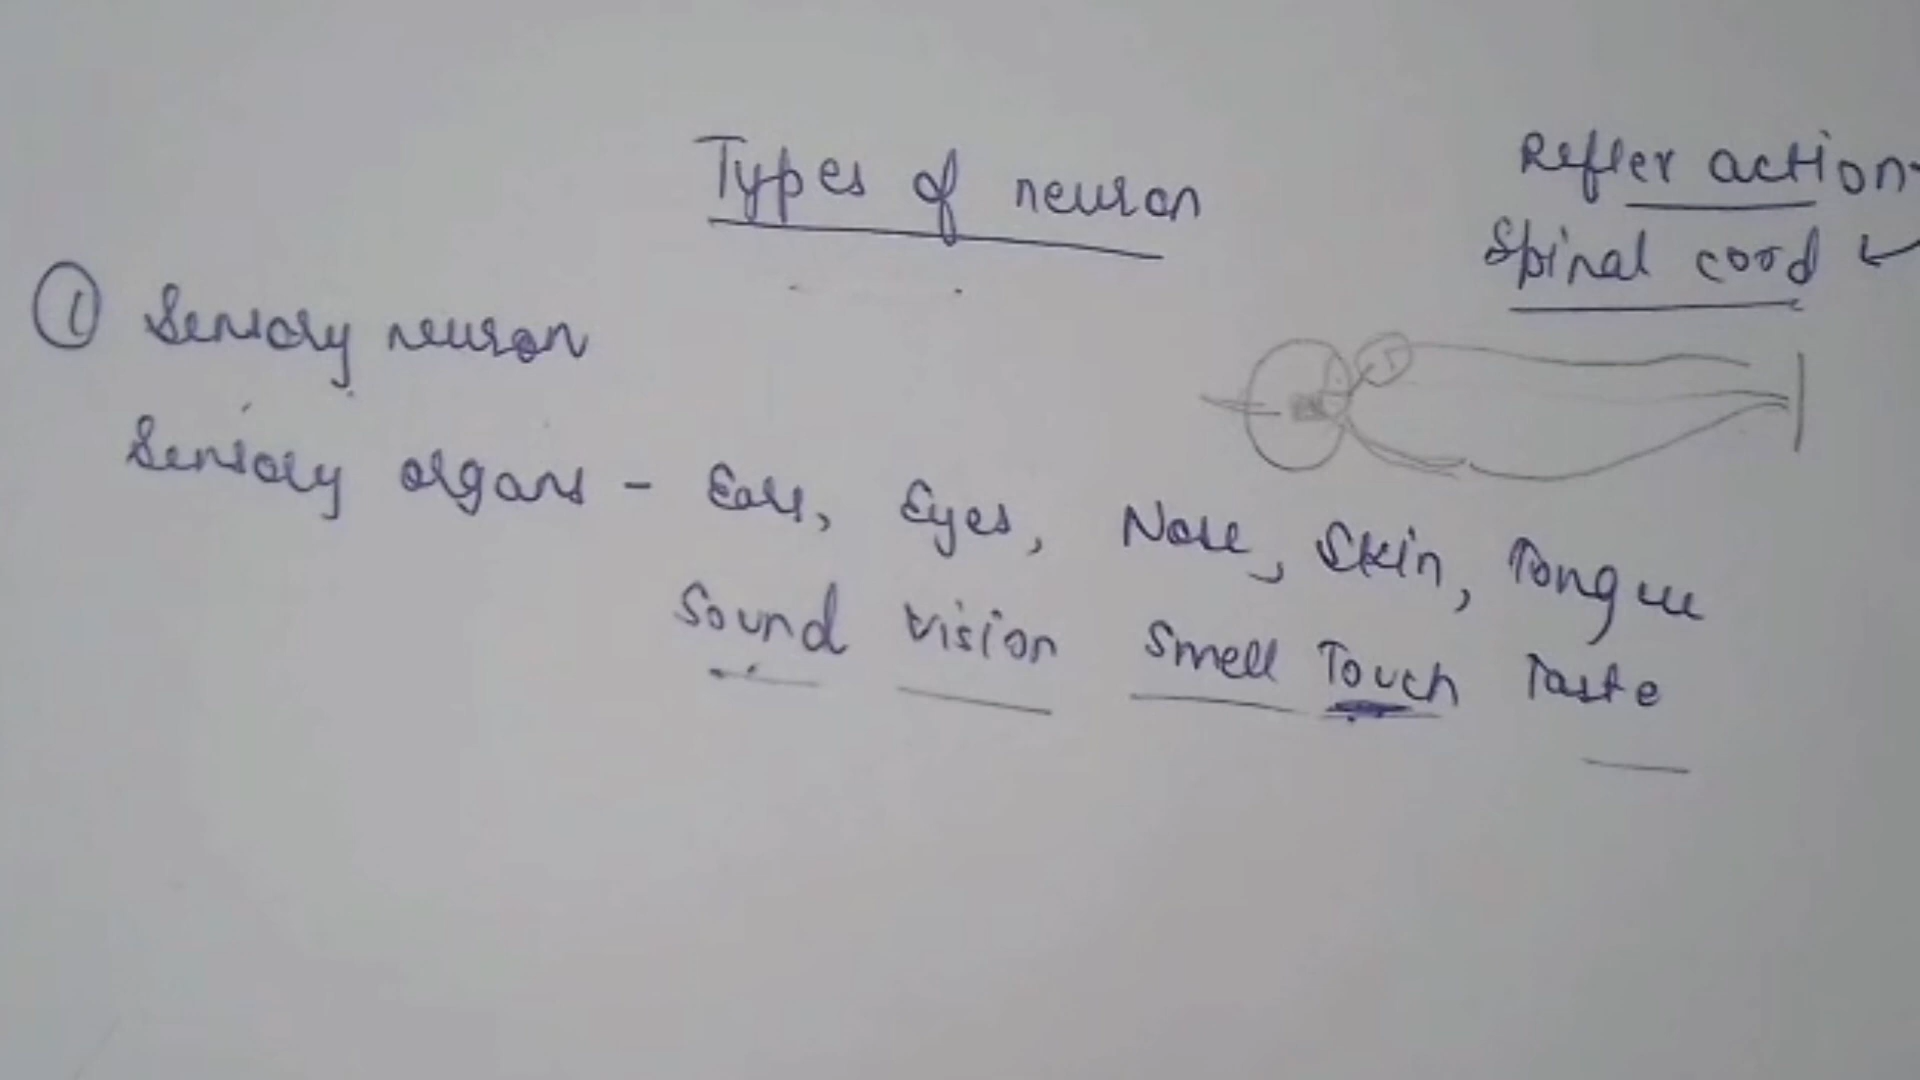 Types of neuron
Reflex action-
Spinal cord
① Sensory neuron
Sensory organs - Ears, Eyes, Nose, Skin, Tongue
Sound Vision Smell Touch Taste